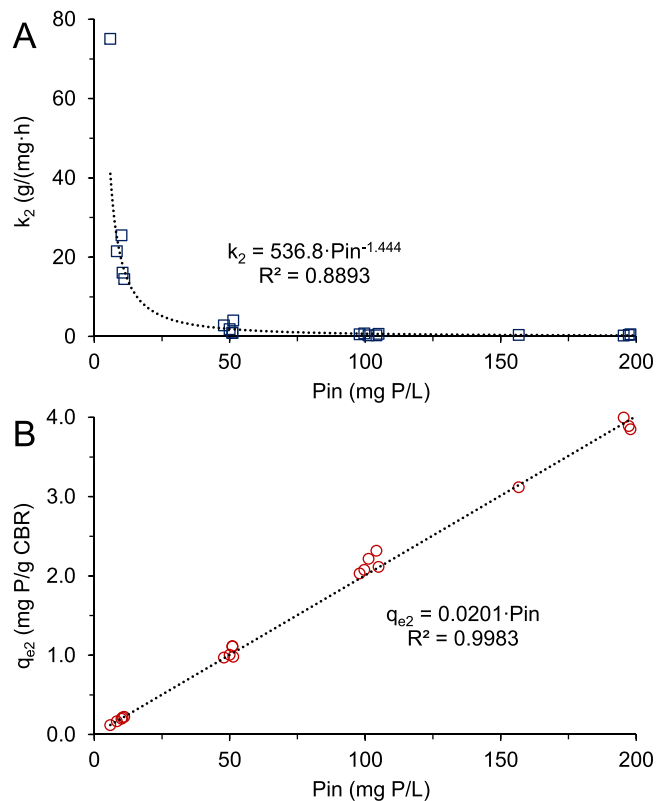 A
80
60
40
20
0
k₂ (g/(mg·h)
k₂ = 536.8·Pin⁻¹·⁴⁴⁴
R² = 0.8893
0 50 100 150 200
Pin (mg P/L)
B
4.0
3.0
2.0
1.0
0.0
qₑ₂ (mg P/g CBR)
qₑ₂ = 0.0201·Pin
R² = 0.9983
0 50 100 150 200
Pin (mg P/L)